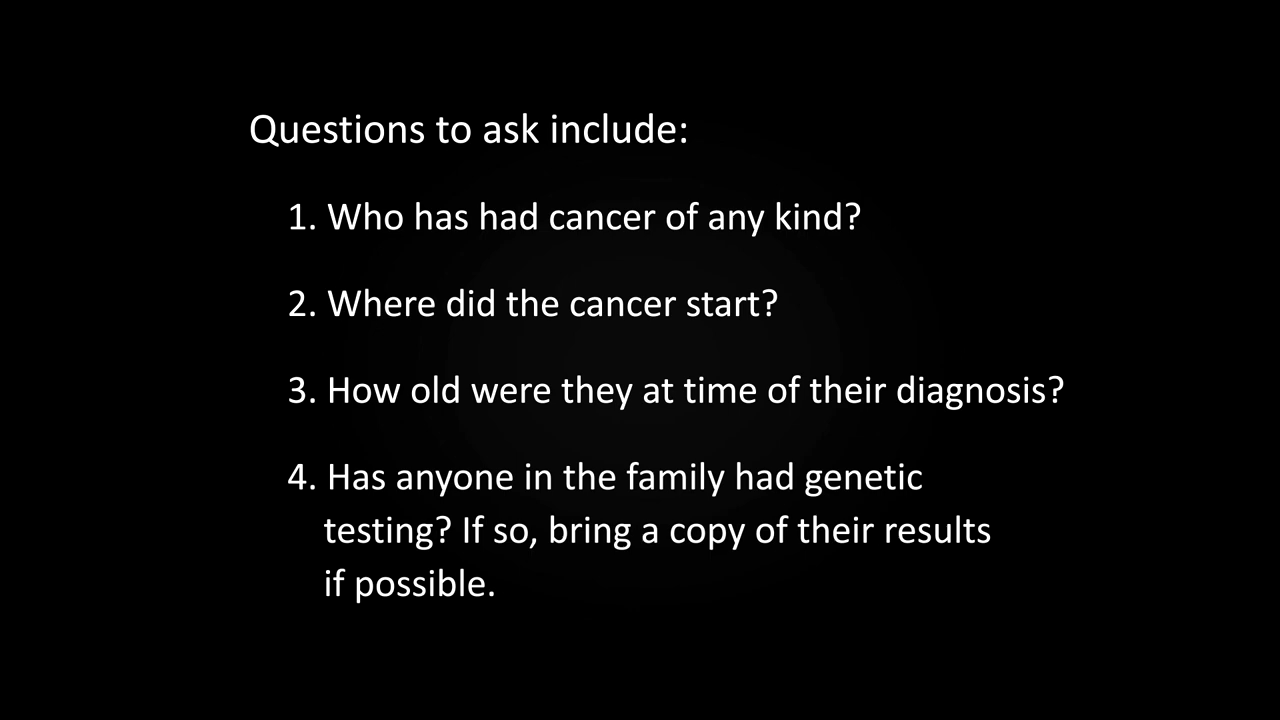 Questions to ask include:
1. Who has had cancer of any kind?
2. Where did the cancer start?
3. How old were they at time of their diagnosis?
4. Has anyone in the family had genetic
testing? If so, bring a copy of their results
if possible.